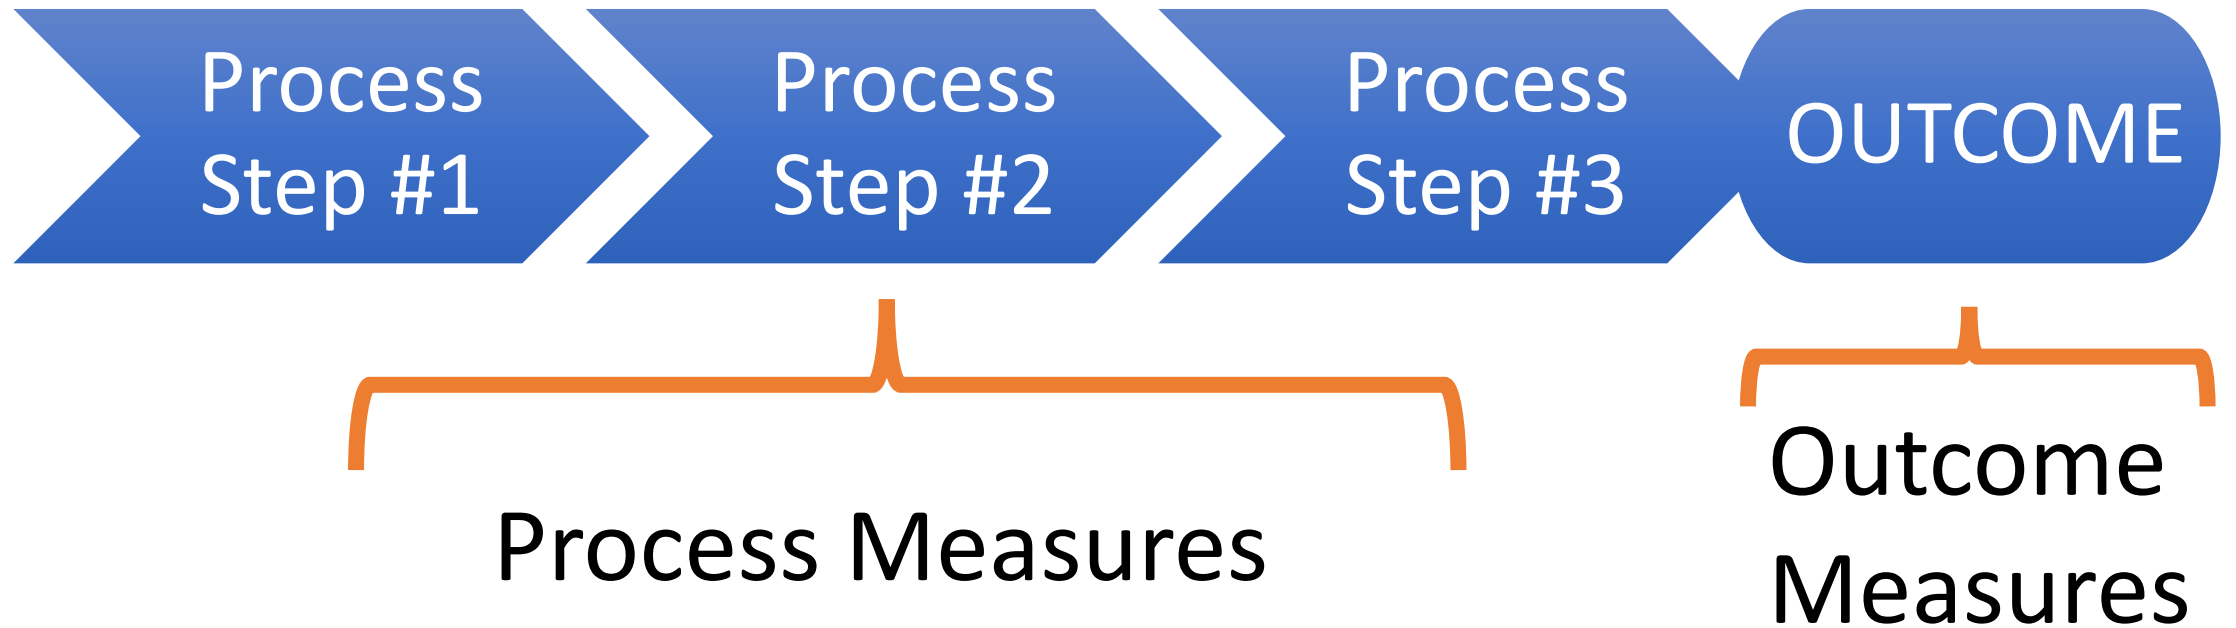 Process
Step #1
Process
Step #2
Process
Step #3
OUTCOME
Process Measures
Outcome
Measures